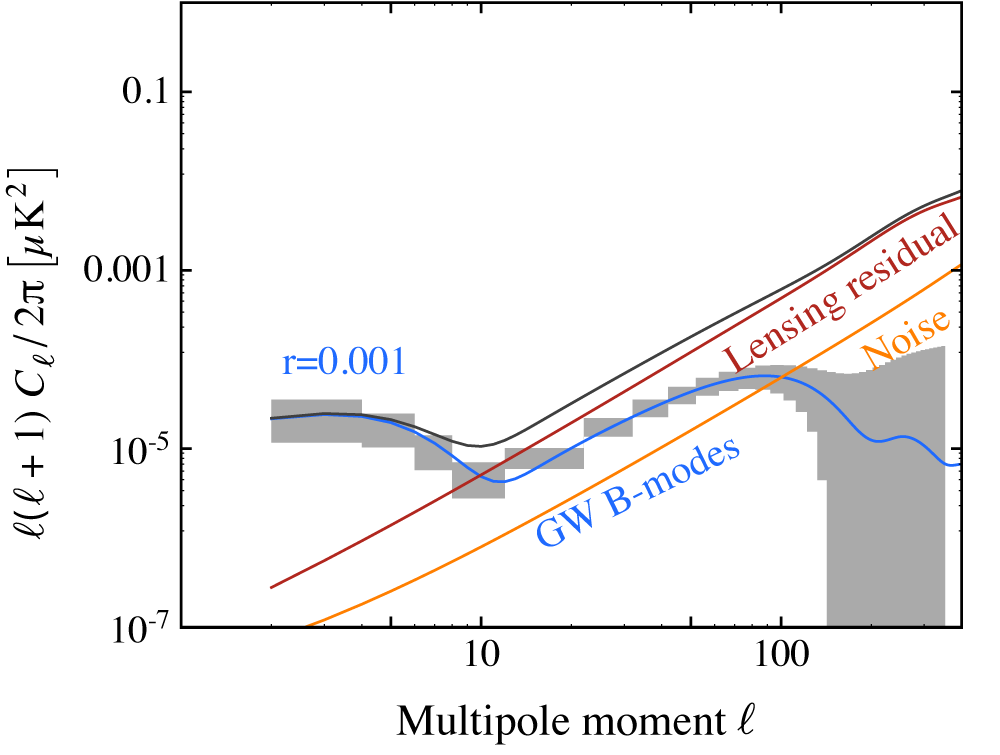 0.1
0.001
10⁻⁵
10⁻⁷
ℓ(ℓ + 1) C_ℓ / 2π [μK²]
r=0.001
Lensing residual
Noise
GW B-modes
10
100
Multipole moment ℓ